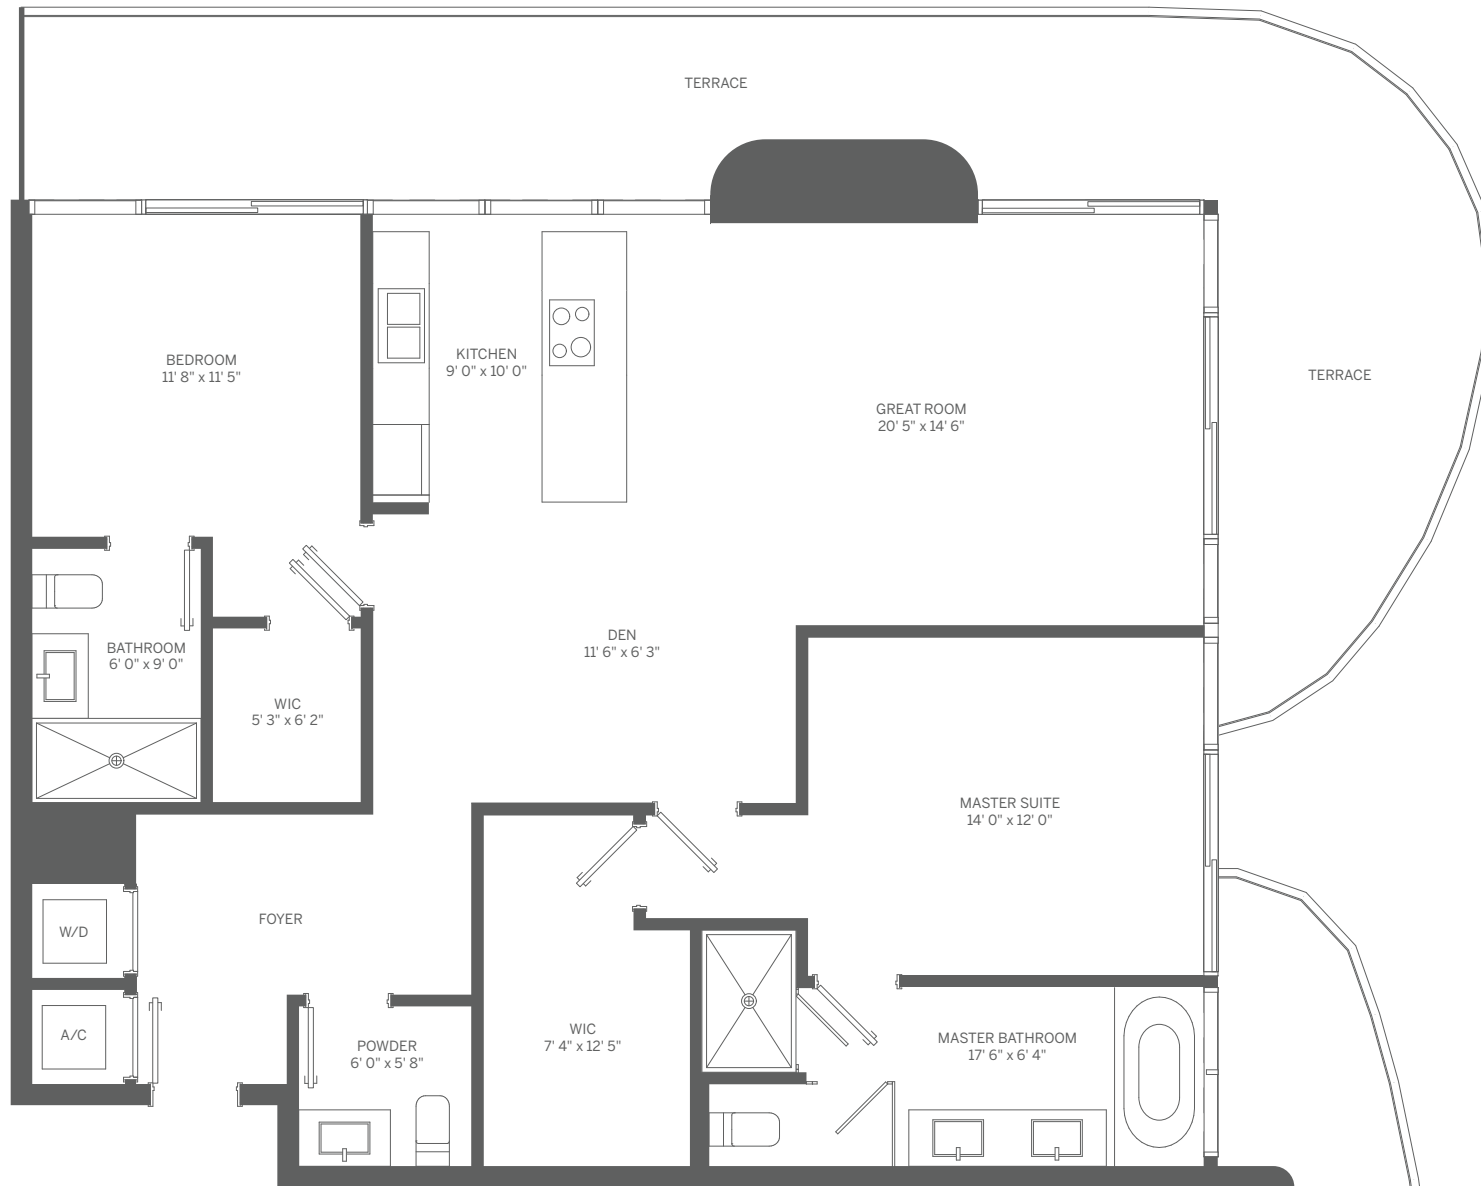 TERRACE
BEDROOM
11' 8" x 11' 5"
KITCHEN
9' 0" x 10' 0"
GREAT ROOM
20' 5" x 14' 6"
TERRACE
BATHROOM
6' 0" x 9' 0"
DEN
11' 6" x 6' 3"
WIC
5' 3" x 6' 2"
MASTER SUITE
14' 0" x 12' 0"
W/D
FOYER
A/C
POWDER
6' 0" x 5' 8"
WIC
7' 4" x 12' 5"
MASTER BATHROOM
17' 6" x 6' 4"